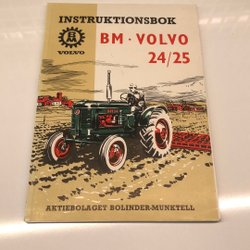 INSTRUKTIONSBOK
VOLVO
BM · VOLVO
24/25
AKTIEBOLAGET BOLINDER-MUNKTELL